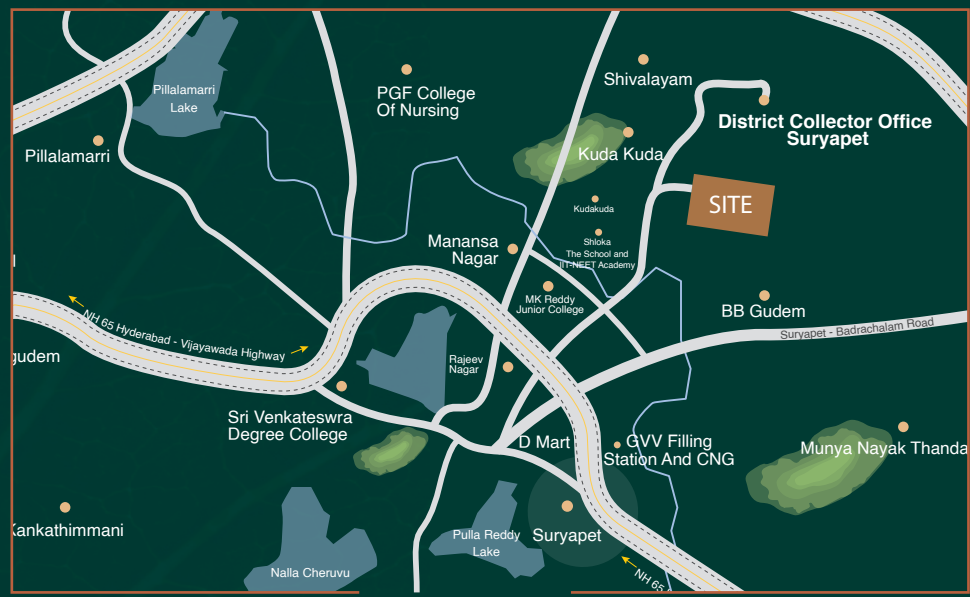 Shivalayam
Pillalamarri
Lake
PGF College
Of Nursing
District Collector Office
Suryapet
Pillalamarri
Kuda Kuda
SITE
Kudakuda
Manansa
Nagar
Shloka
The School and
IIT-NEET Academy
MK Reddy
Junior College
BB Gudem
NH 65 Hyderabad - Vijayawada Highway
Suryapet - Badrachalam Road
gudem
Rajeev
Nagar
Sri Venkateswra
Degree College
D Mart
GVV Filling
Station And CNG
Munya Nayak Thanda
Kankathimmani
Pulla Reddy
Lake
Suryapet
Nalla Cheruvu
NH 65